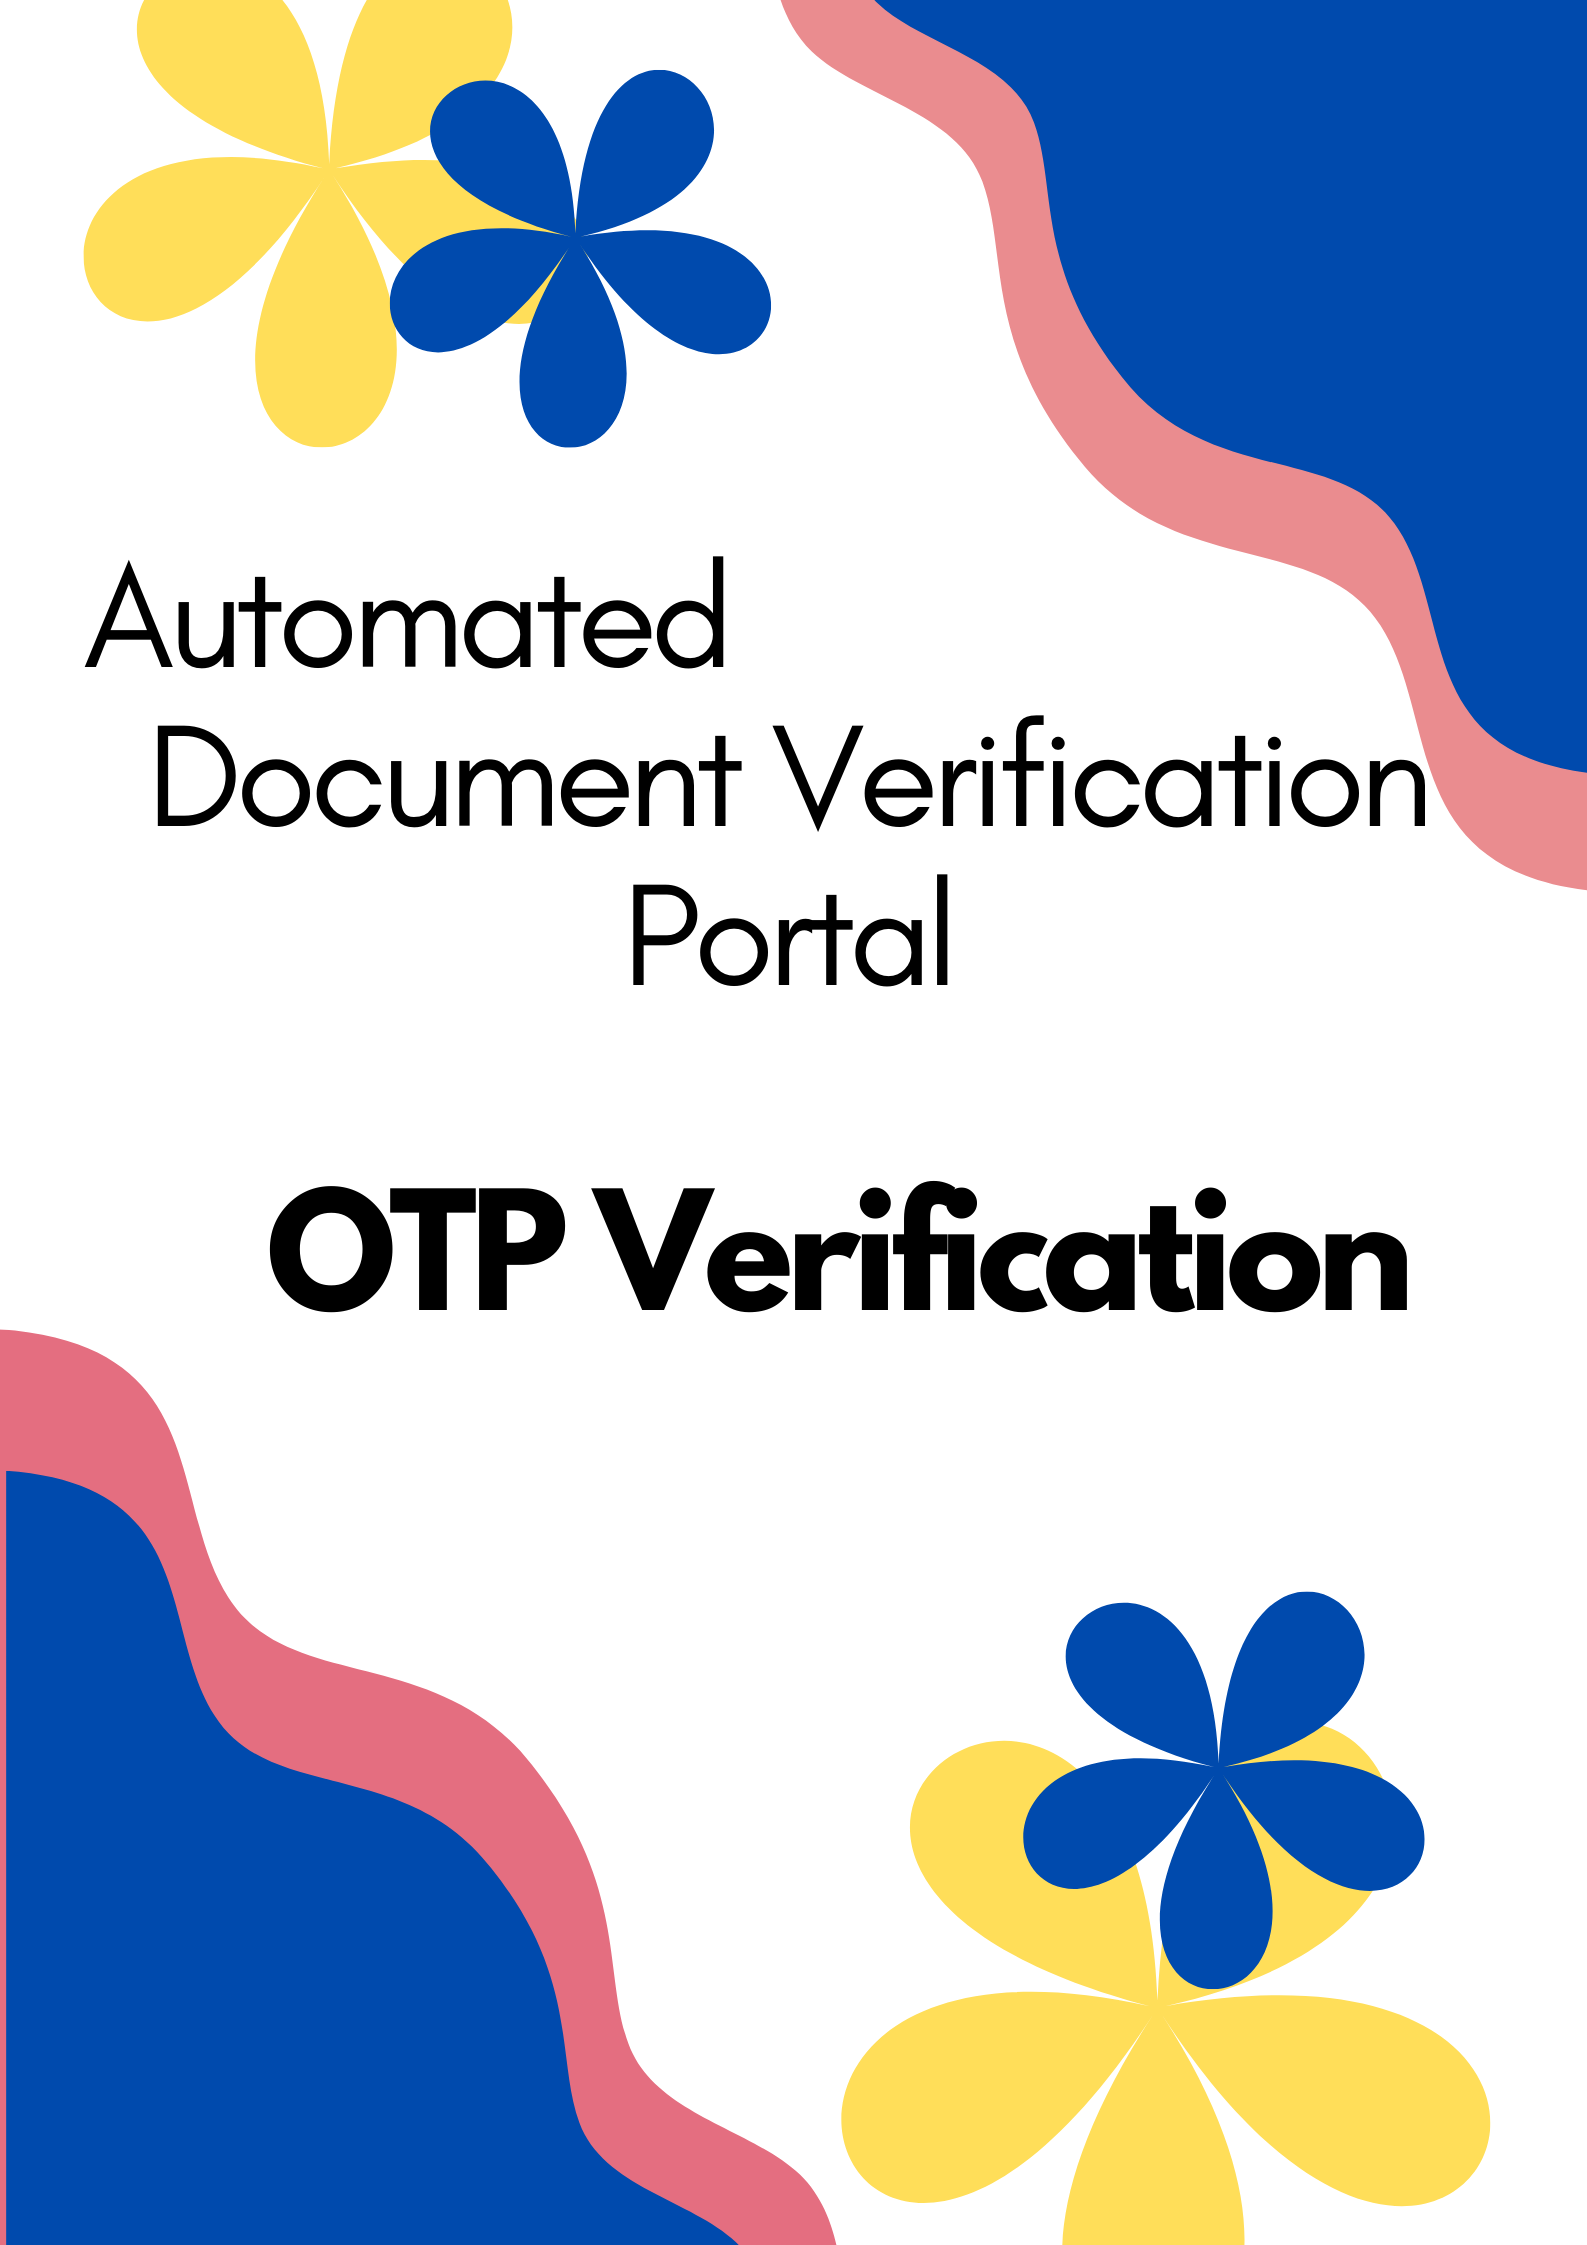 Automated
Document Verification
Portal
OTP Verification